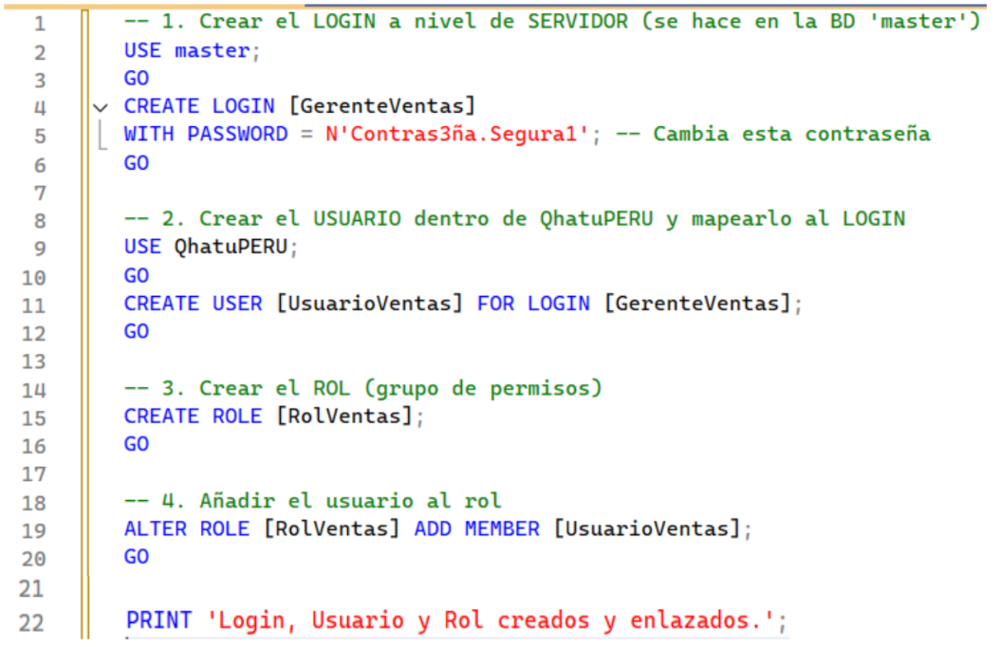 1 -- 1. Crear el LOGIN a nivel de SERVIDOR (se hace en la BD 'master')
2 USE master;
3 GO
4 CREATE LOGIN [GerenteVentas]
5 WITH PASSWORD = N'Contras3ña.Segura1'; -- Cambia esta contraseña
6 GO
7
8 -- 2. Crear el USUARIO dentro de QhatuPERU y mapearlo al LOGIN
9 USE QhatuPERU;
10 GO
11 CREATE USER [UsuarioVentas] FOR LOGIN [GerenteVentas];
12 GO
13
14 -- 3. Crear el ROL (grupo de permisos)
15 CREATE ROLE [RolVentas];
16 GO
17
18 -- 4. Añadir el usuario al rol
19 ALTER ROLE [RolVentas] ADD MEMBER [UsuarioVentas];
20 GO
21
22 PRINT 'Login, Usuario y Rol creados y enlazados.';